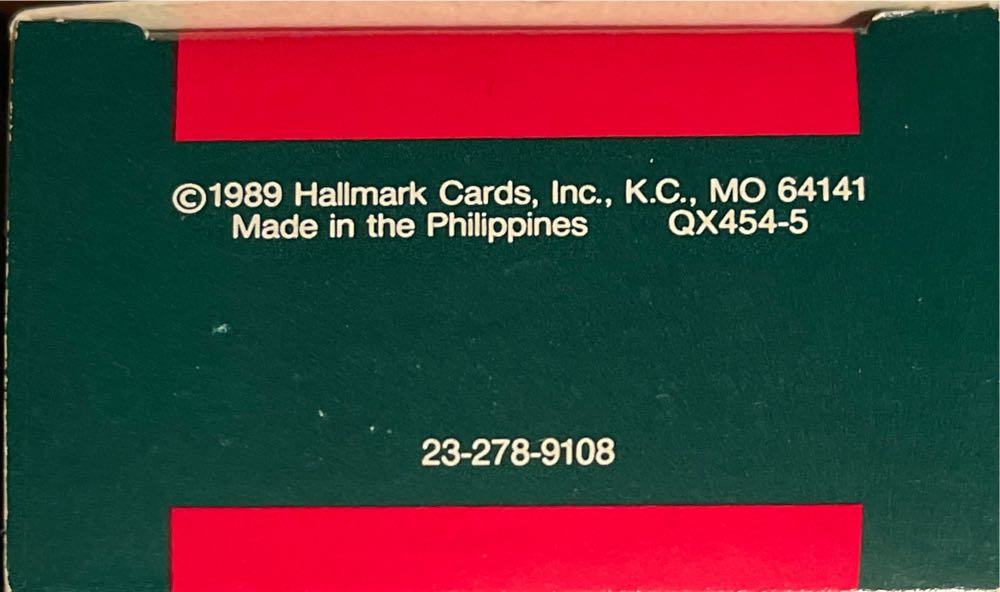 ©1989 Hallmark Cards, Inc., K.C., MO 64141
Made in the Philippines QX454-5
23-278-9108